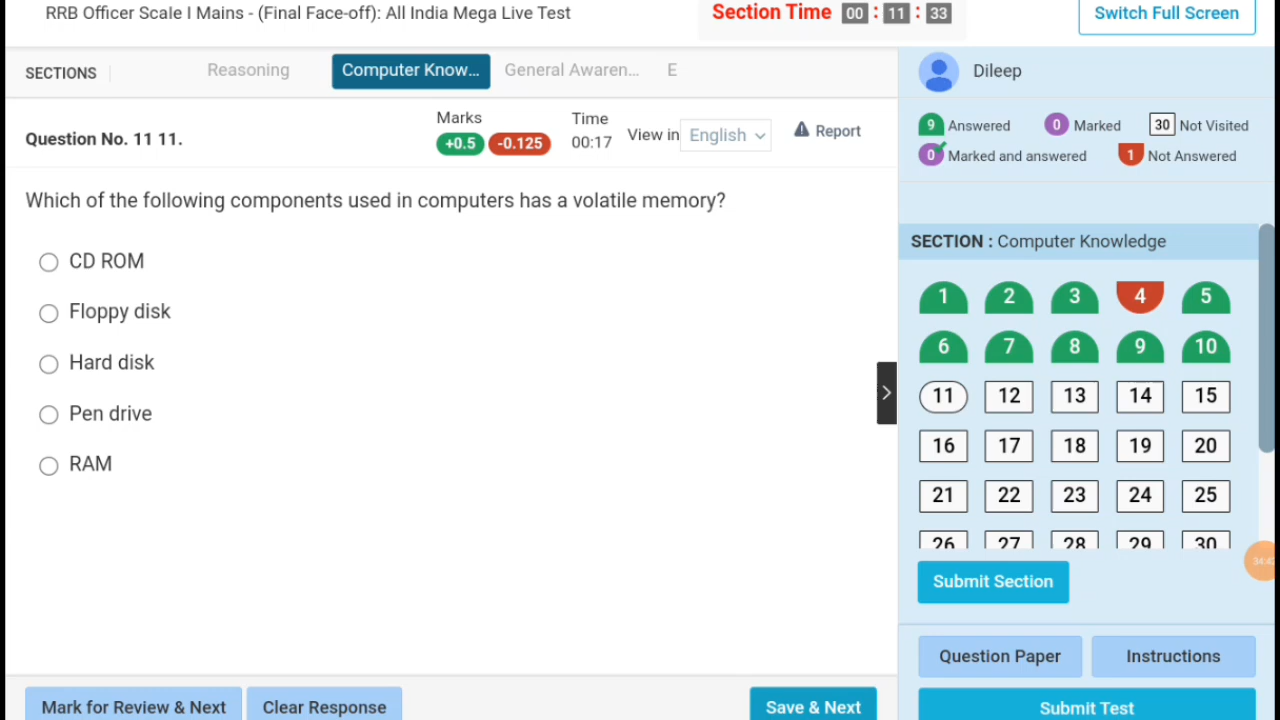 RRB Officer Scale I Mains - (Final Face-off): All India Mega Live Test
Section Time 00 : 11 : 33
Switch Full Screen
SECTIONS
Reasoning
Computer Know...
General Awaren...
E
Dileep
Question No. 11 11.
Marks
+0.5 -0.125
Time
00:17
View in English
Report
9 Answered
0 Marked
30 Not Visited
0 Marked and answered
1 Not Answered
Which of the following components used in computers has a volatile memory?
CD ROM
Floppy disk
Hard disk
Pen drive
RAM
SECTION : Computer Knowledge
1 2 3 4 5
6 7 8 9 10
11 12 13 14 15
16 17 18 19 20
21 22 23 24 25
26 27 28 29 30
Submit Section
Question Paper
Instructions
Mark for Review & Next
Clear Response
Save & Next
Submit Test